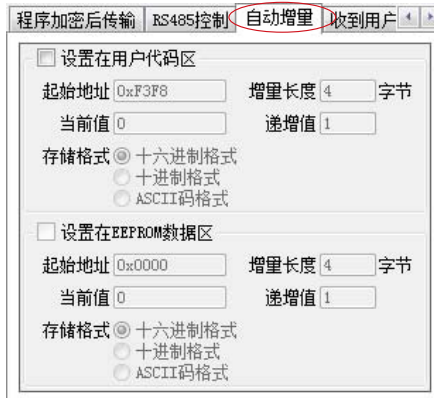 程序加密后传输 RS485控制 自动增量 收到用户
设置在用户代码区
起始地址 0xF3F8 增量长度 4 字节
当前值 0 递增值 1
存储格式 十六进制格式
十进制格式
ASCII码格式
设置在EEPROM数据区
起始地址 0x0000 增量长度 4 字节
当前值 0 递增值 1
存储格式 十六进制格式
十进制格式
ASCII码格式